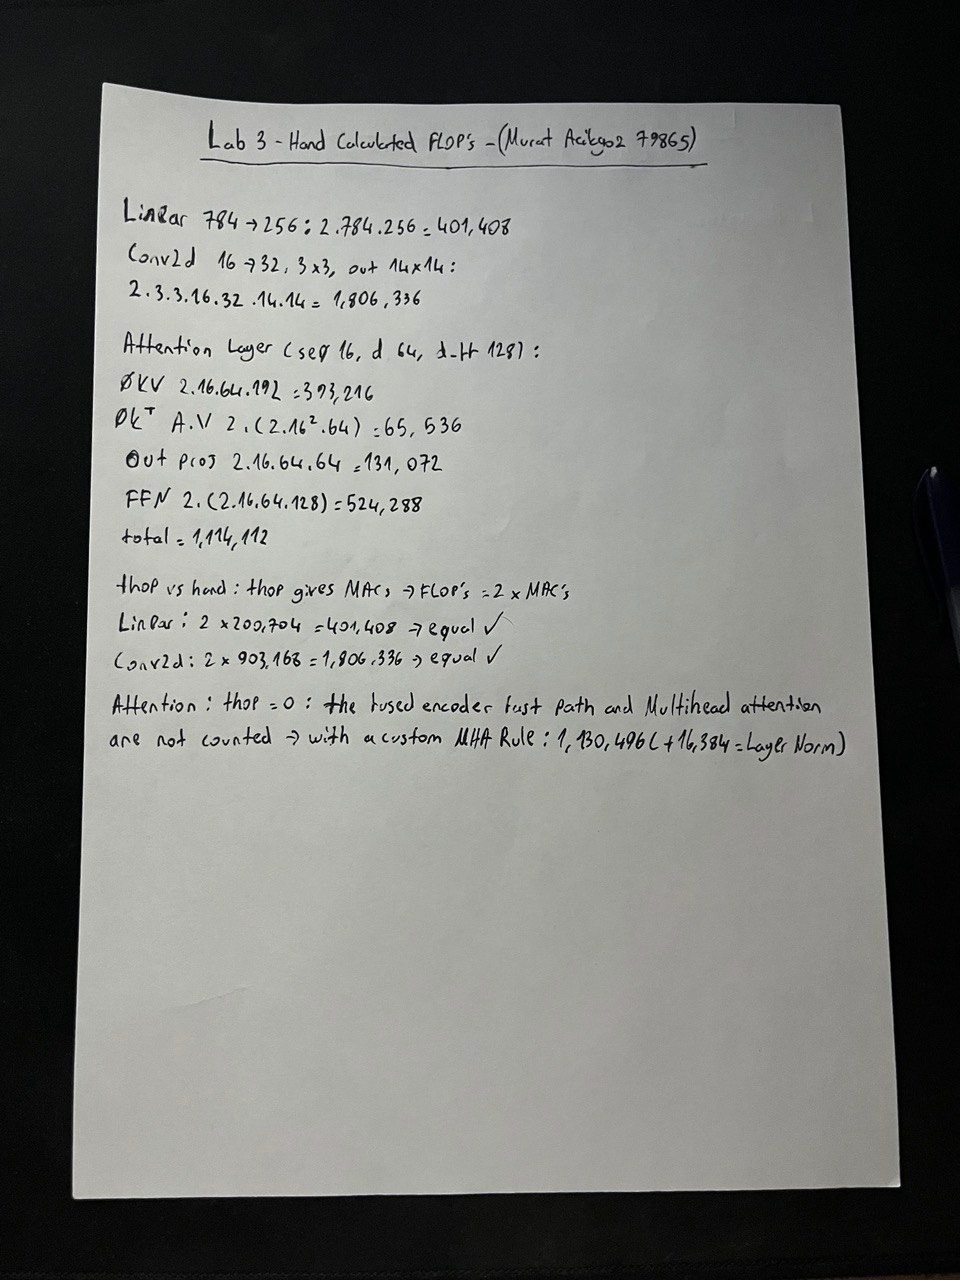 Lab 3 - Hand Calculated FLOP's - (Murat Acikgoz 79865)
Linear 784 → 256 : 2.784.256 = 401,408
Conv2d 16 → 32, 3x3, out 14x14 :
2.3.3.16.32.14.14 = 1,806,336
Attention Layer (seq 16, d 64, d_ff 128) :
QKV 2.16.64.192 = 393,216
QK^T A.V 2.(2.16².64) = 65,536
Out proj 2.16.64.64 = 131,072
FFN 2.(2.16.64.128) = 524,288
total = 1,114,112
thop vs hand : thop gives MACs → FLOP's = 2 x MAC's
Linear : 2 x 200,704 = 401,408 → equal ✓
Conv2d : 2 x 903,168 = 1,806,336 → equal ✓
Attention : thop = 0 : the fused encoder fast path and Multihead attention
are not counted → with a custom MHA Rule : 1,130,496 (+16,384 = Layer Norm)